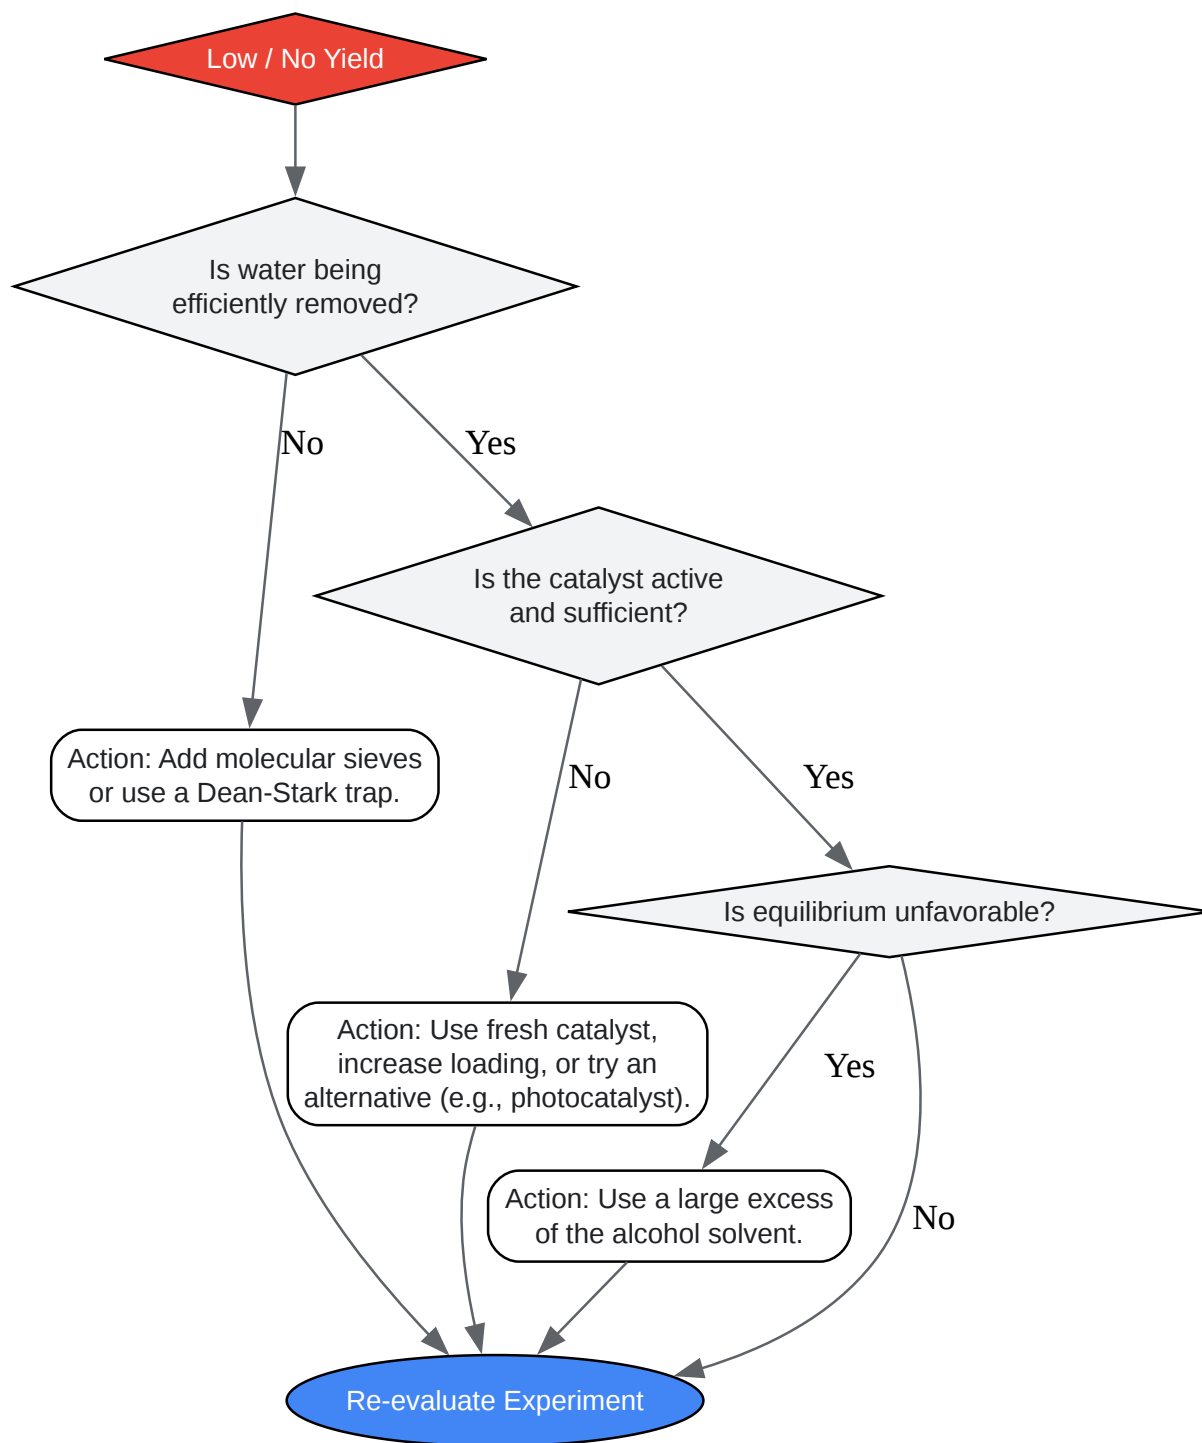 Low / No Yield
Is water being
efficiently removed?
No
Yes
Is the catalyst active
and sufficient?
Action: Add molecular sieves
or use a Dean-Stark trap.
No
Yes
Is equilibrium unfavorable?
Action: Use fresh catalyst,
increase loading, or try an
alternative (e.g., photocatalyst).
Yes
Action: Use a large excess
of the alcohol solvent.
No
Re-evaluate Experiment